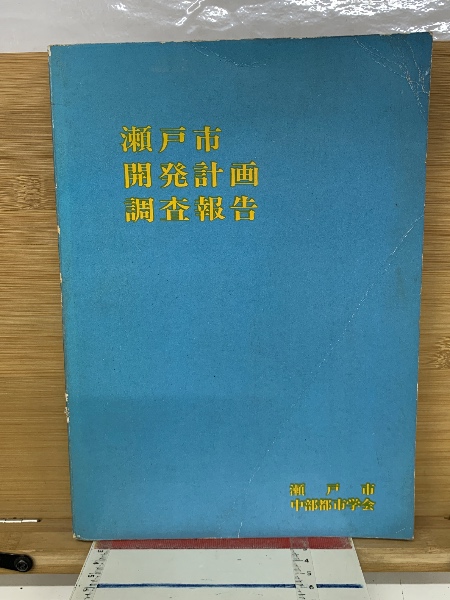 瀬戸市
開発計画
調査報告
瀬戸市
中部都市学会